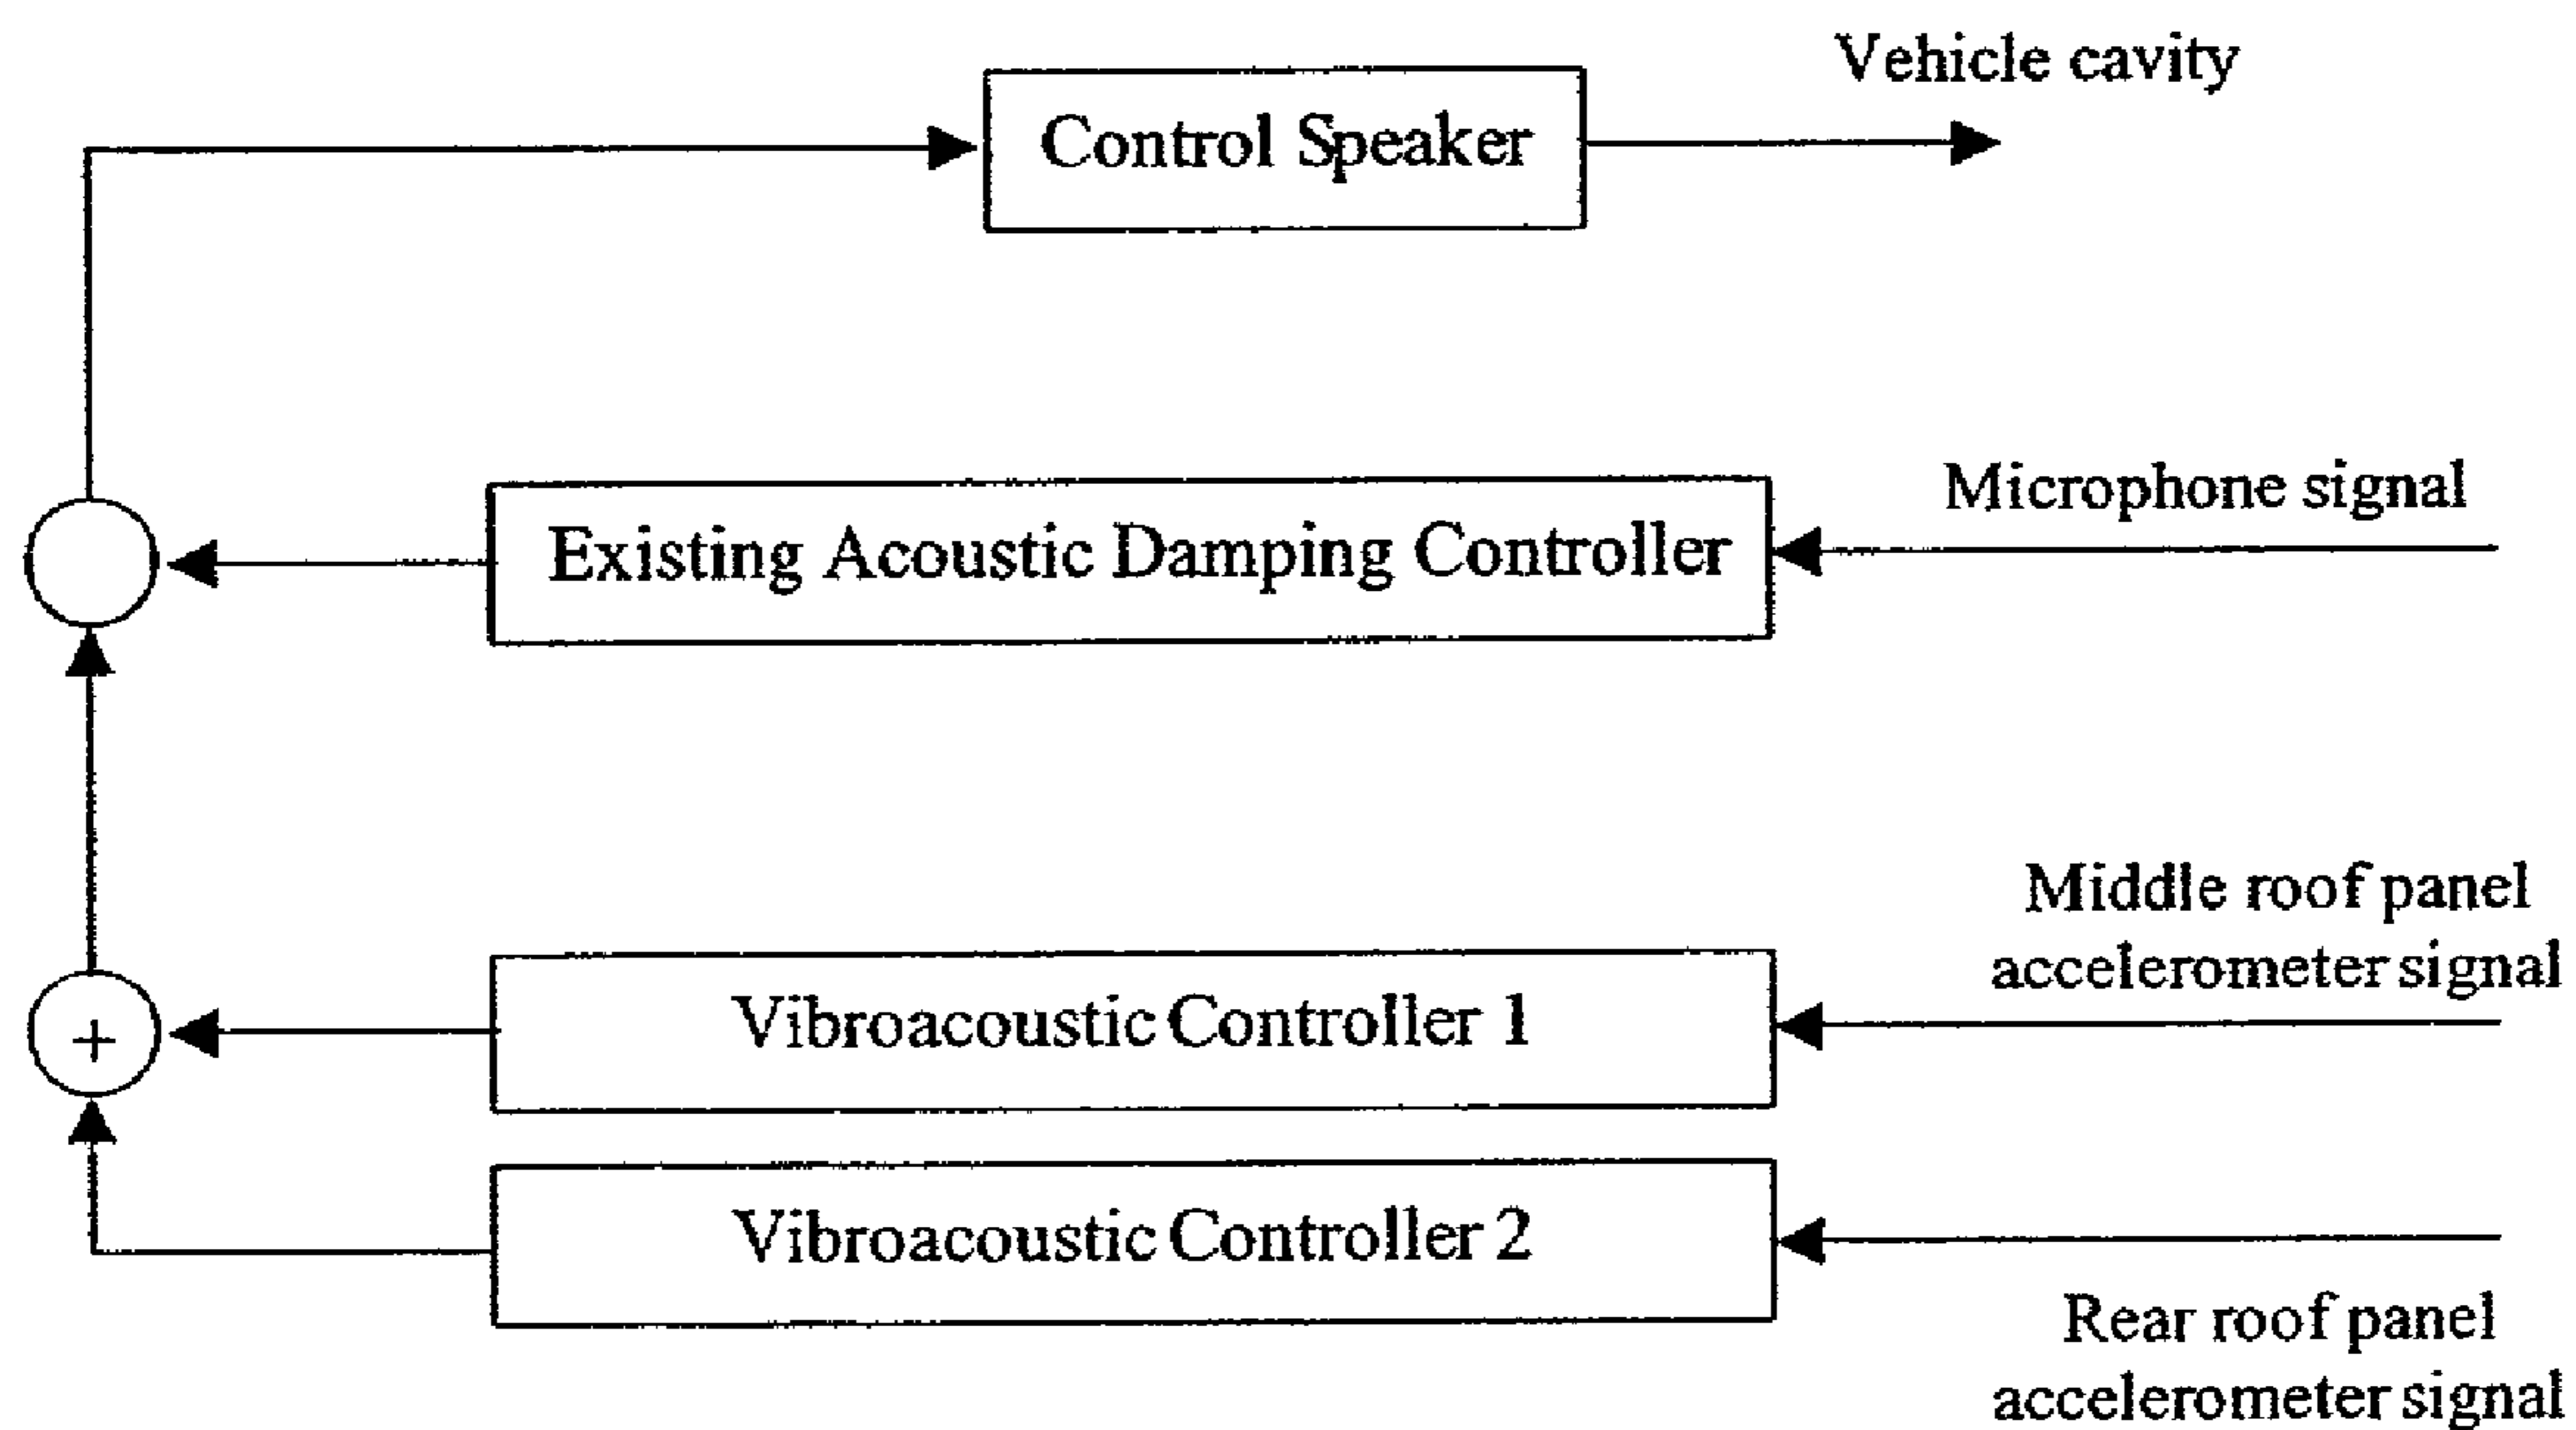 Vehicle cavity
Control Speaker
Microphone signal
Existing Acoustic Damping Controller
Middle roof panel
accelerometer signal
Vibroacoustic Controller 1
+
Vibroacoustic Controller 2
Rear roof panel
accelerometer signal